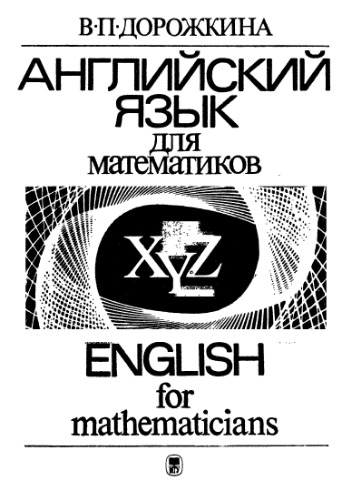 В·П·ДОРОЖКИНА
АНГЛИЙСКИЙ
ЯЗЫК
для
математиков
XYZ
ENGLISH
for
mathematicians